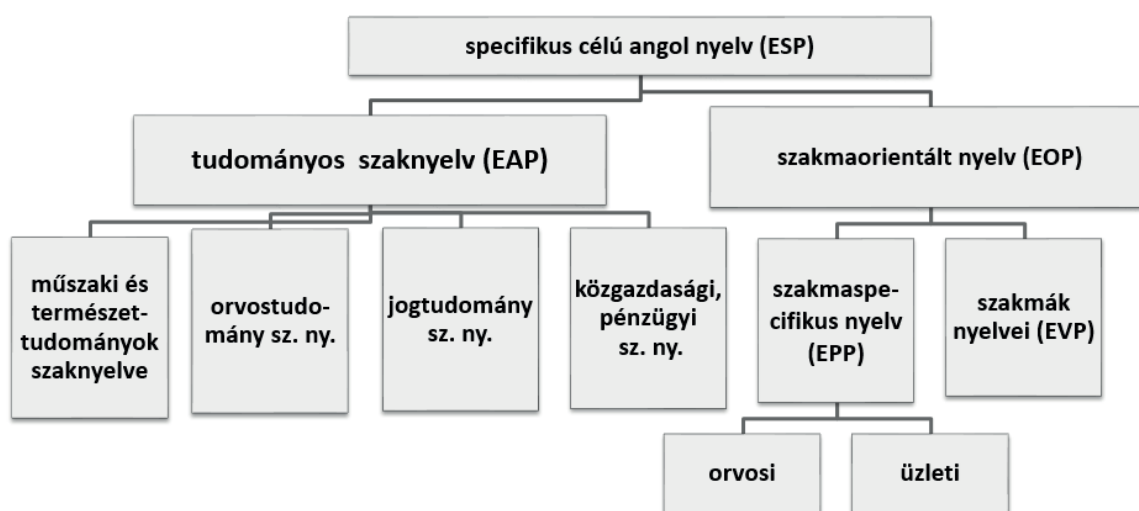 specifikus célú angol nyelv (ESP)
tudományos szaknyelv (EAP)
szakmaorientált nyelv (EOP)
műszaki és
természet-
tudományok
szaknyelve
orvostudo-
mány sz. ny.
jogtudomány
sz. ny.
közgazdasági,
pénzügyi
sz. ny.
szakmaspe-
cifikus nyelv
(EPP)
szakmák
nyelvei (EVP)
orvosi
üzleti